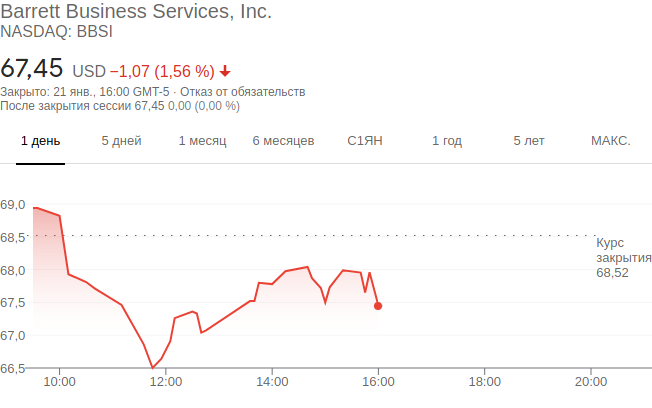 Barrett Business Services, Inc.
NASDAQ: BBSI
67,45 USD −1,07 (1,56 %)
Закрыто: 21 янв., 16:00 GMT-5 · Отказ от обязательств
После закрытия сессии 67,45 0,00 (0,00 %)
1 день 5 дней 1 месяц 6 месяцев С1ЯН 1 год 5 лет МАКС.
69,0
68,5
Курс
закрытия
68,52
68,0
67,5
67,0
66,5
10:00 12:00 14:00 16:00 18:00 20:00